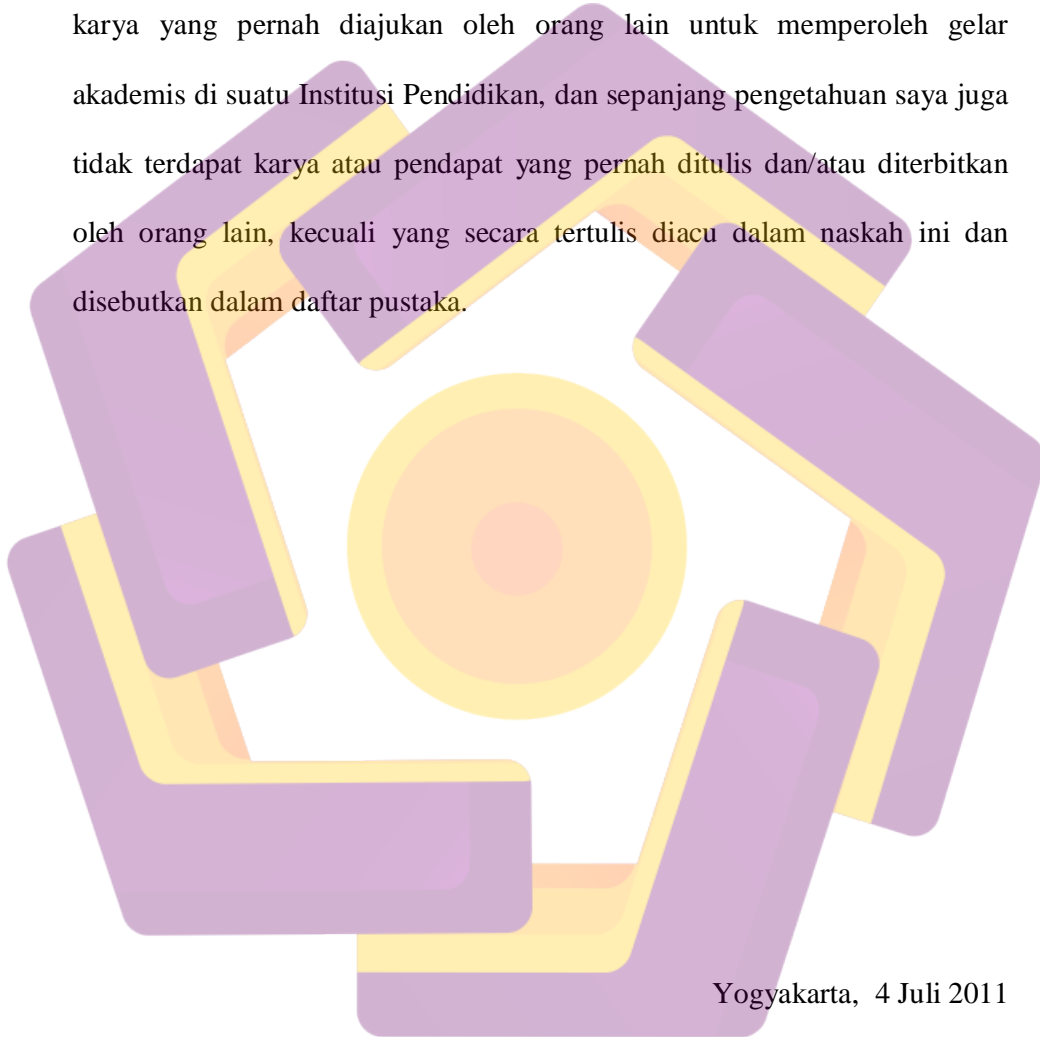 karya yang pernah diajukan oleh orang lain untuk memperoleh gelar
akademis di suatu Institusi Pendidikan, dan sepanjang pengetahuan saya juga
tidak terdapat karya atau pendapat yang pernah ditulis dan/atau diterbitkan
oleh orang lain, kecuali yang secara tertulis diacu dalam naskah ini dan
disebutkan dalam daftar pustaka.
Yogyakarta, 4 Juli 2011